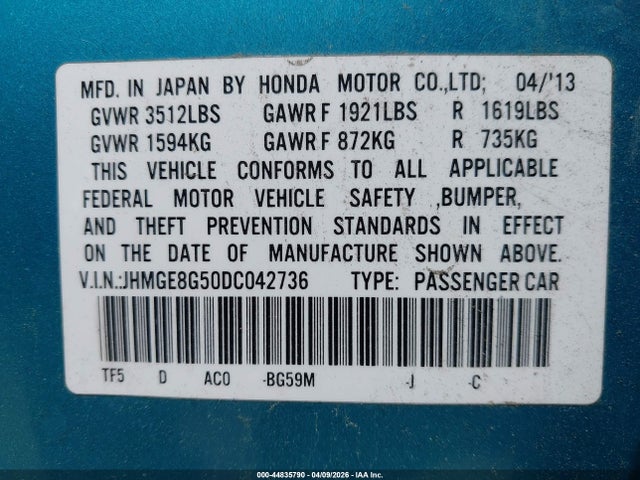 MFD. IN JAPAN BY HONDA MOTOR CO.,LTD; 04/'13
GVWR 3512LBS GAWR F 1921LBS R 1619LBS
GVWR 1594KG GAWR F 872KG R 735KG
THIS VEHICLE CONFORMS TO ALL APPLICABLE
FEDERAL MOTOR VEHICLE SAFETY ,BUMPER,
AND THEFT PREVENTION STANDARDS IN EFFECT
ON THE DATE OF MANUFACTURE SHOWN ABOVE.
V.I.N.:JHMGE8G50DC042736 TYPE: PASSENGER CAR
TF5 D AC0 -BG59M -J -C
000-44835790 - 04/09/2026 - IAA Inc.